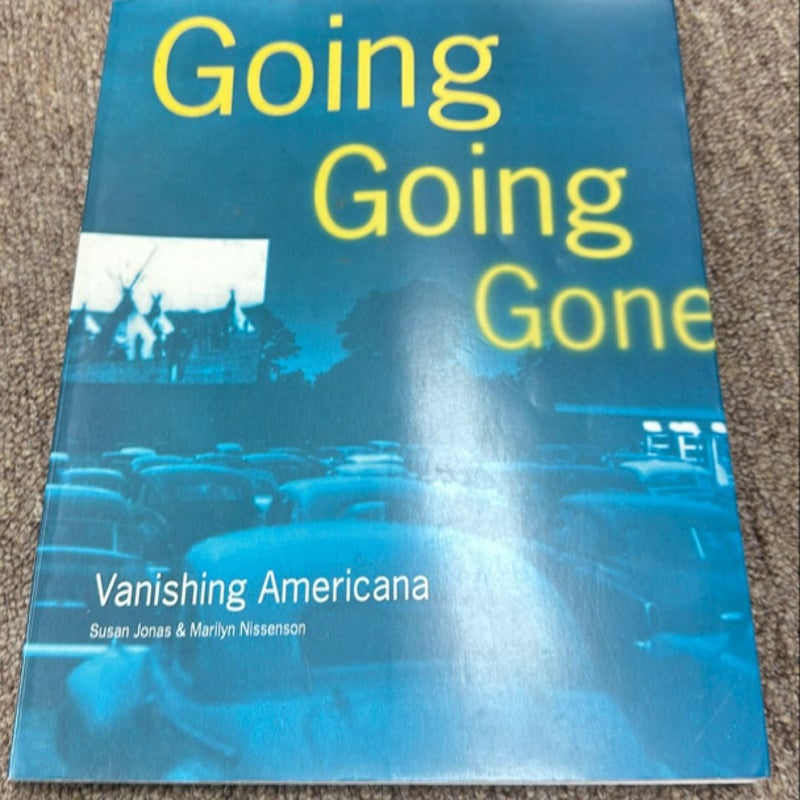 Going
Going
Gone
Vanishing Americana
Susan Jonas & Marilyn Nissenson